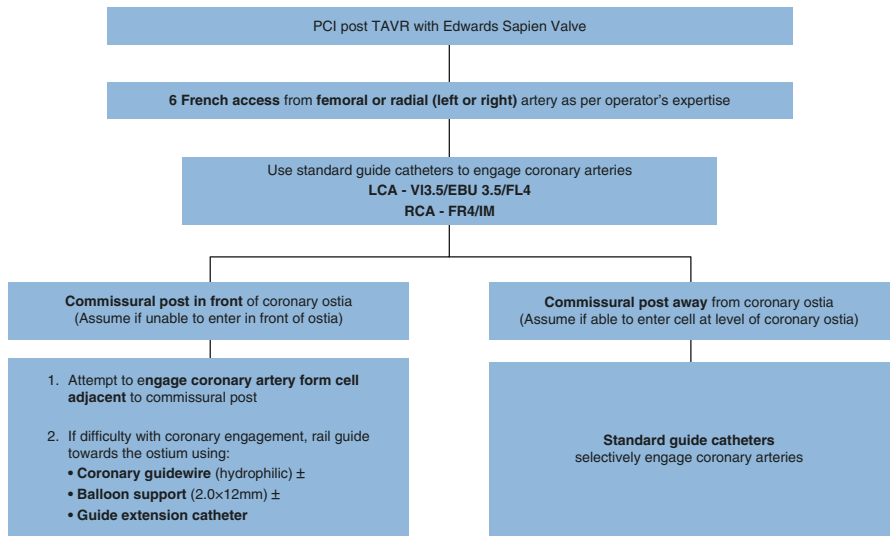 PCI post TAVR with Edwards Sapien Valve
6 French access from femoral or radial (left or right) artery as per operator's expertise
Use standard guide catheters to engage coronary arteries
LCA - VI3.5/EBU 3.5/FL4
RCA - FR4/IM
Commissural post in front of coronary ostia
(Assume if unable to enter in front of ostia)
Commissural post away from coronary ostia
(Assume if able to enter cell at level of coronary ostia)
1. Attempt to engage coronary artery form cell
adjacent to commissural post
2. If difficulty with coronary engagement, rail guide
towards the ostium using:
• Coronary guidewire (hydrophilic) ±
• Balloon support (2.0×12mm) ±
• Guide extension catheter
Standard guide catheters
selectively engage coronary arteries